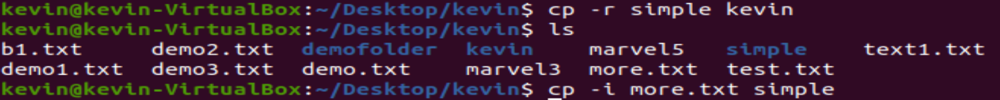 kevin@kevin-VirtualBox:~/Desktop/kevin$ cp -r simple kevin
kevin@kevin-VirtualBox:~/Desktop/kevin$ ls
b1.txt demo2.txt demofolder kevin marvel5 simple text1.txt
demo1.txt demo3.txt demo.txt marvel3 more.txt test.txt
kevin@kevin-VirtualBox:~/Desktop/kevin$ cp -i more.txt simple